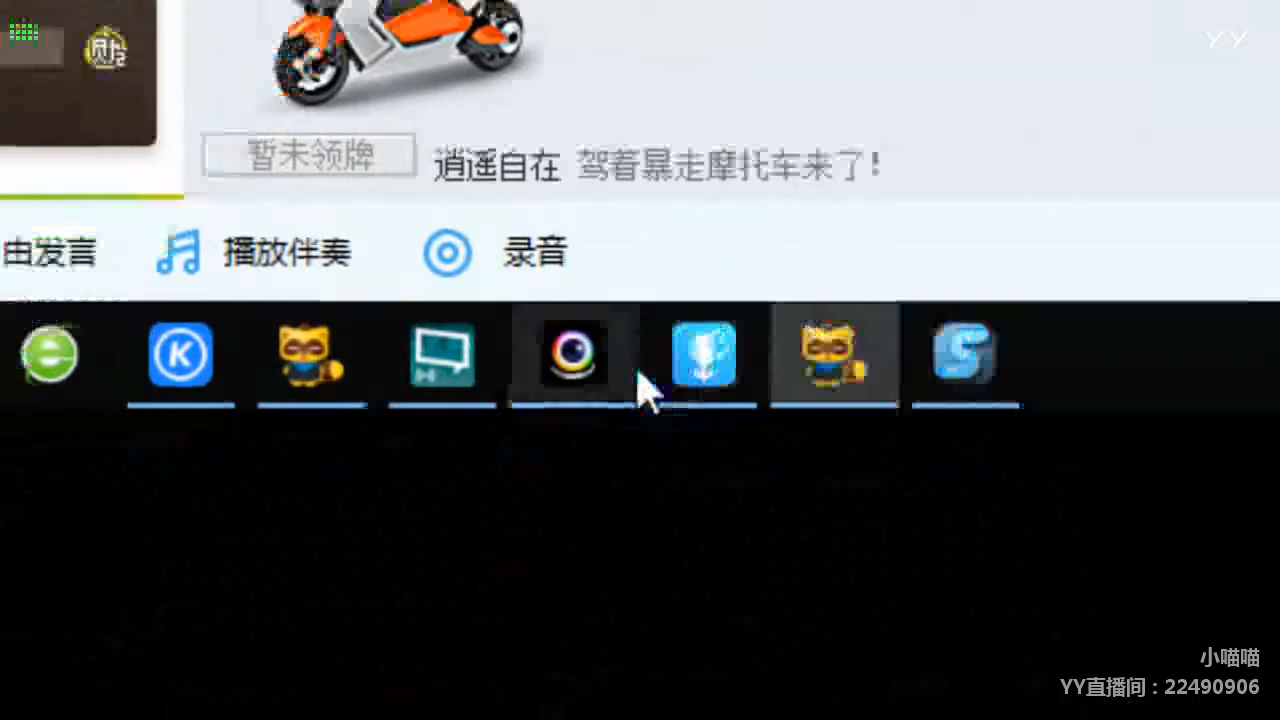 YY
暂未领牌 逍遥自在 驾着暴走摩托车来了!
由发言 播放伴奏 录音
小喵喵
YY直播间:22490906